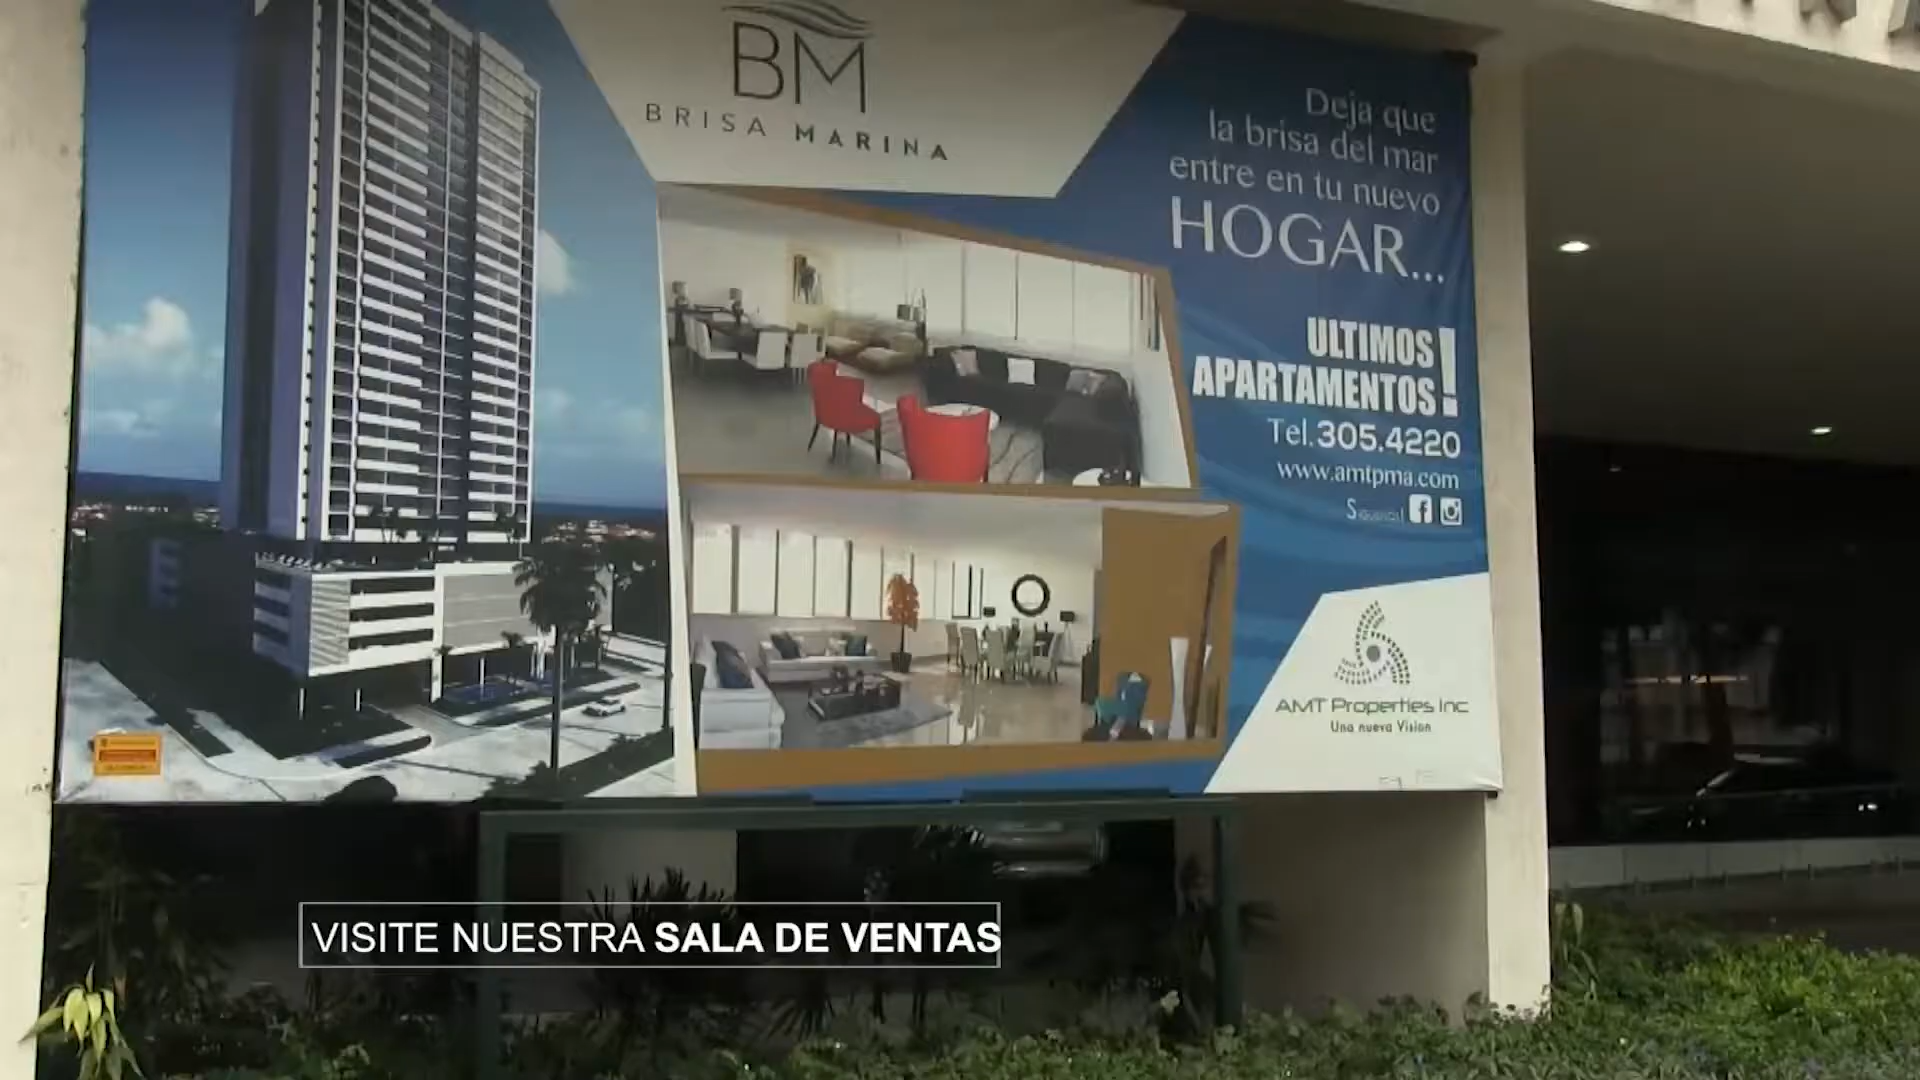 BM
BRISA MARINA
Deja que
la brisa del mar
entre en tu nuevo
HOGAR...
ULTIMOS
APARTAMENTOS!
Tel.305.4220
www.amtpma.com
Siguenos!
AMT Properties Inc
Una nueva Vision
VISITE NUESTRA SALA DE VENTAS